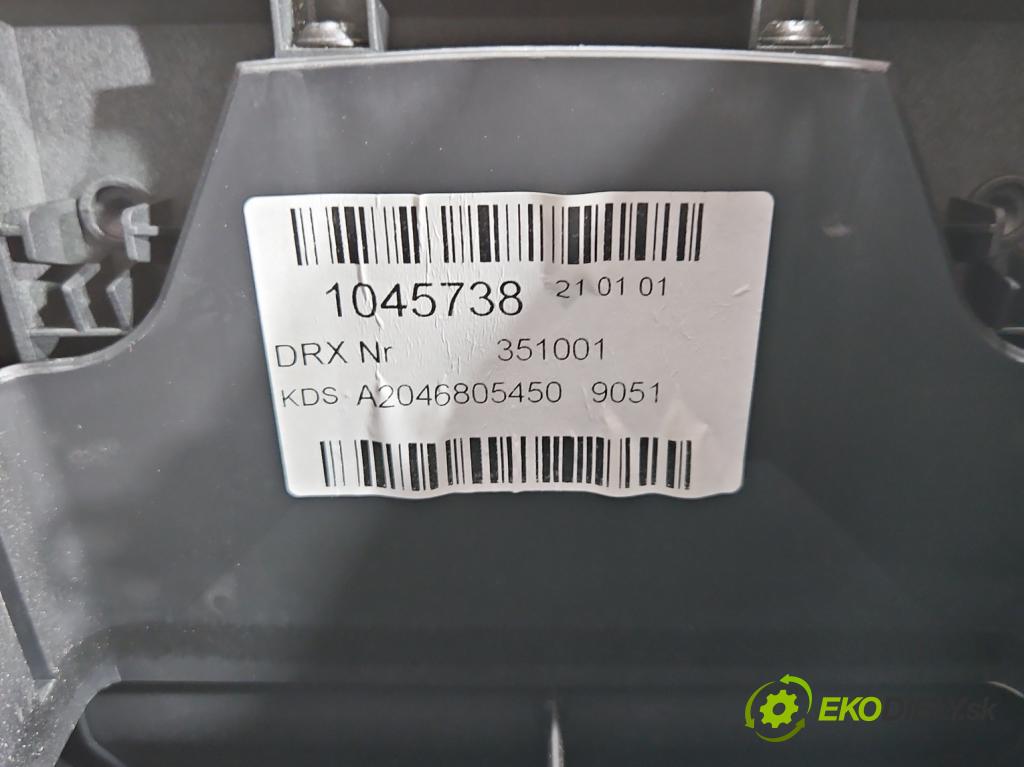 1045738 21 01 01
DRX Nr 351001
KDS A2046805450 9051
EKODIELY.sk